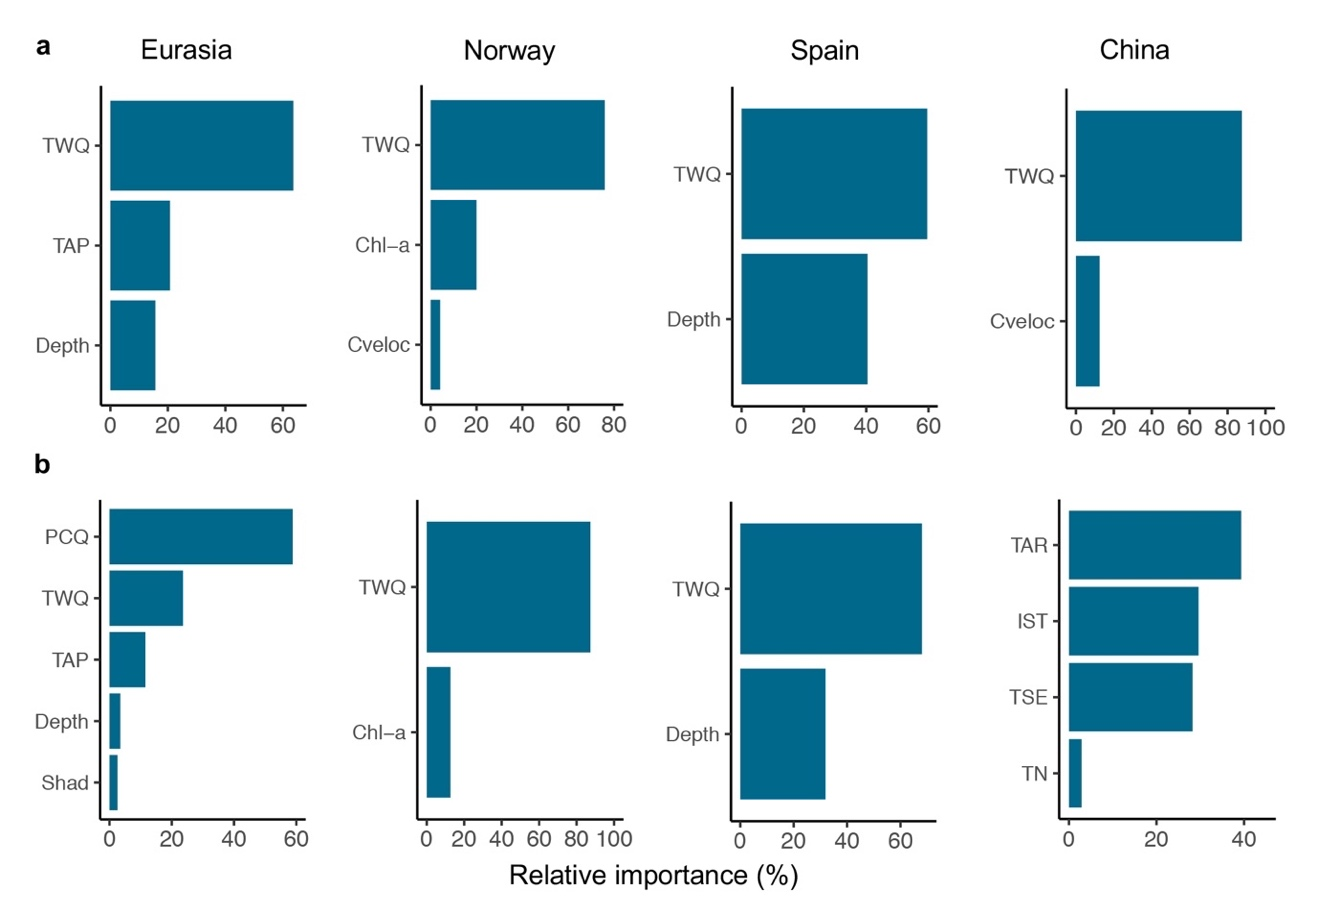 a
Eurasia
Norway
Spain
China
TWQ
TAP
Depth
0 20 40 60
TWQ
Chl−a
Cveloc
0 20 40 60 80
TWQ
Depth
0 20 40 60
TWQ
Cveloc
0 20 40 60 80 100
b
PCQ
TWQ
TAP
Depth
Shad
0 20 40 60
TWQ
Chl−a
0 20 40 60 80 100
TWQ
Depth
0 20 40 60
TAR
IST
TSE
TN
0 20 40
Relative importance (%)